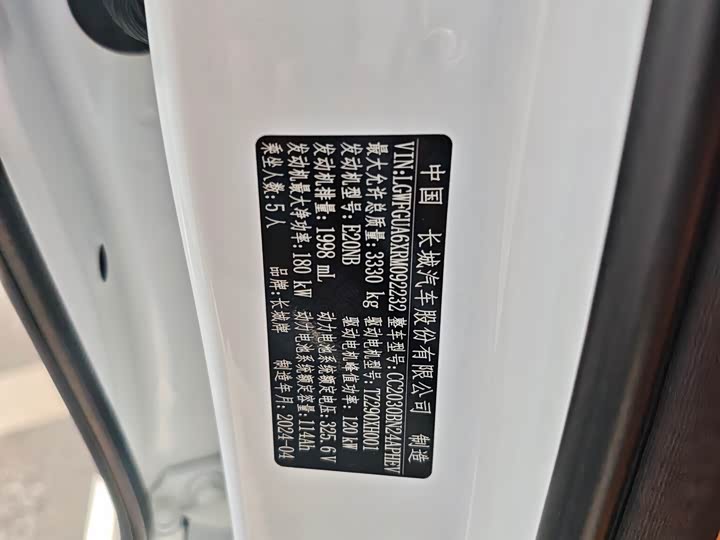 中国 长城汽车股份有限公司 制造
VIN:LGWFGUA6XRM092232 整车型号:CC2030BN24APHEV
最大允许总质量:3330 kg 驱动电机型号:TZ290XH001
发动机型号:E20NB 驱动电机峰值功率:120 kW
发动机排量:1998 mL 动力电池系统额定电压:325.6 V
发动机最大净功率:180 kW 动力电池系统额定容量:114Ah
乘坐人数:5人 品牌:长城牌 制造年月:2024-04